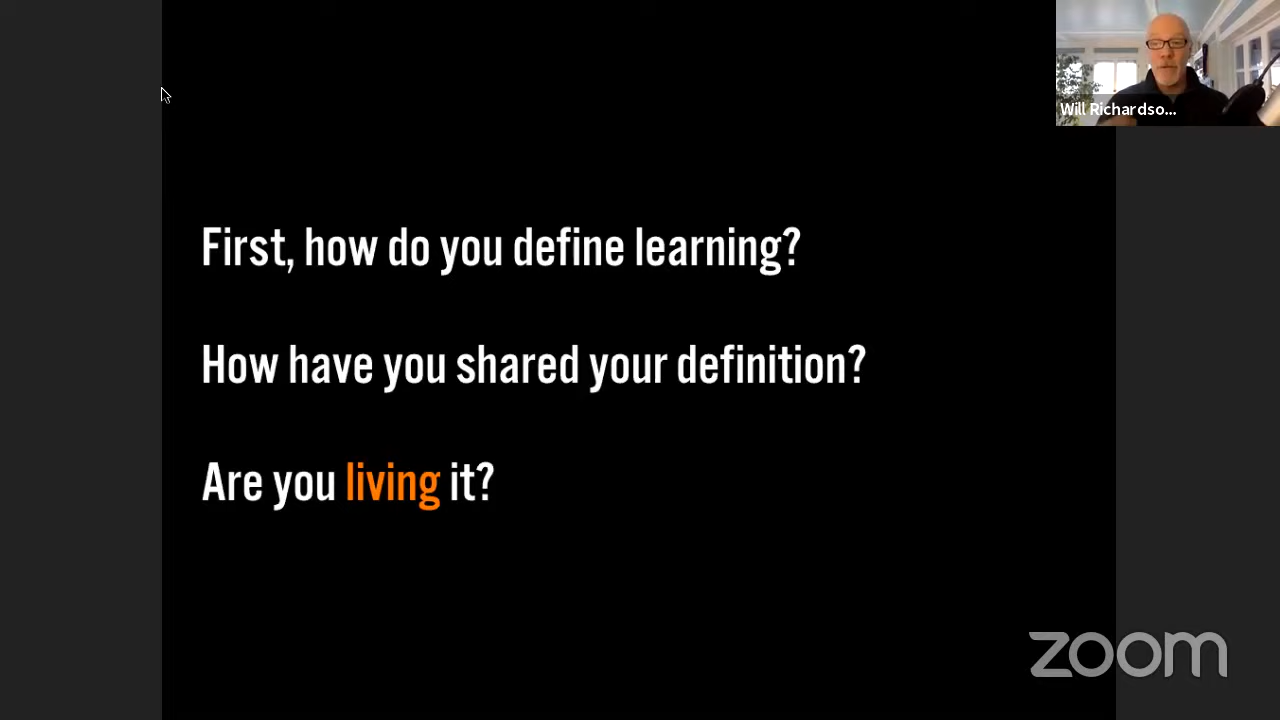 Will Richardso...
First, how do you define learning?
How have you shared your definition?
Are you living it?
zoom